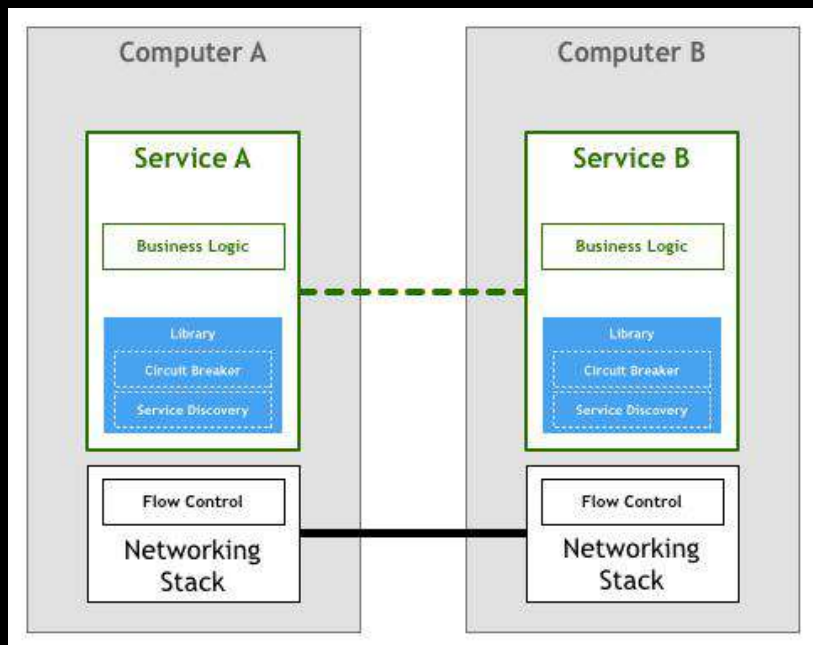 Computer A
Service A
Business Logic
Library
Circuit Breaker
Service Discovery
Flow Control
Networking
Stack
Computer B
Service B
Business Logic
Library
Circuit Breaker
Service Discovery
Flow Control
Networking
Stack